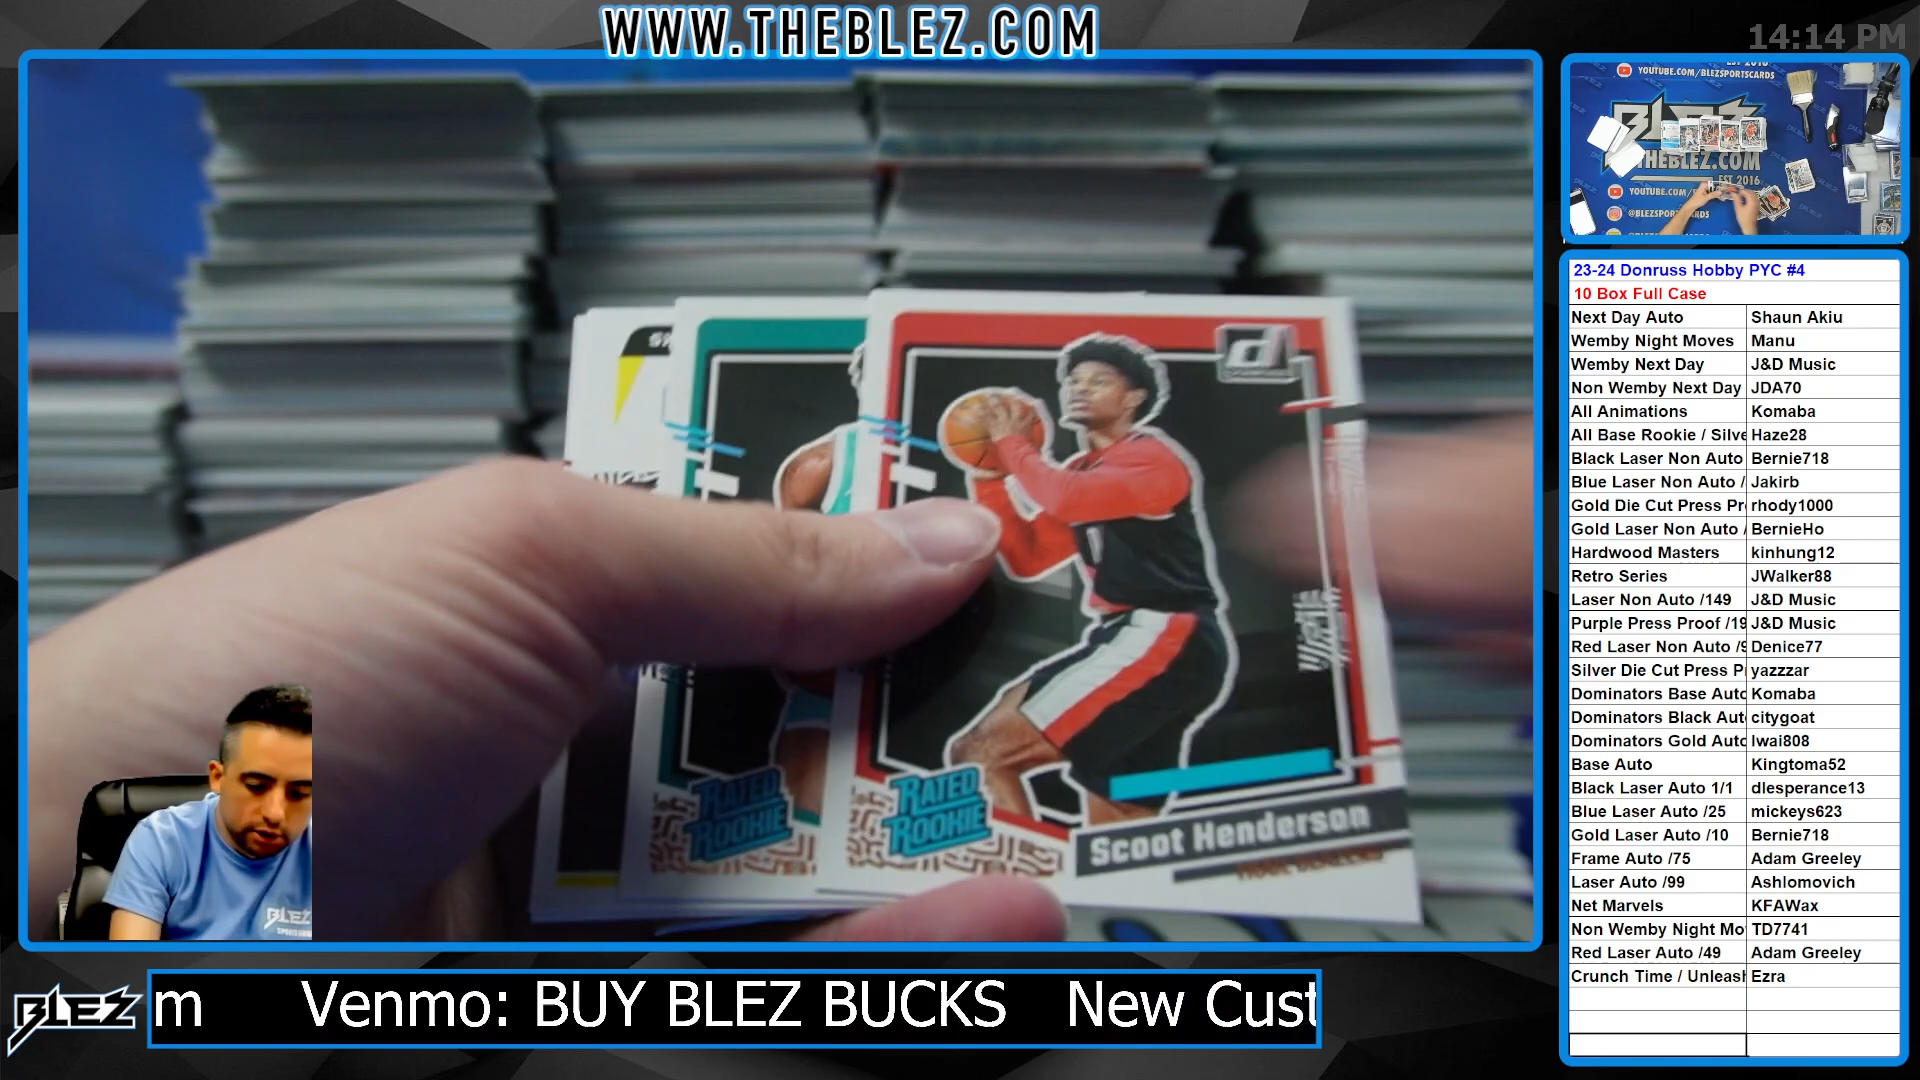 WWW.THEBLEZ.COM
14:14 PM
YOUTUBE.COM/BLEZSPORTSCARDS
BLEZ
THEBLEZ.COM
EST 2016
23-24 Donruss Hobby PYC #4
10 Box Full Case
Next Day Auto Shaun Akiu
Wemby Night Moves Manu
Wemby Next Day J&D Music
Non Wemby Next Day JDA70
All Animations Komaba
All Base Rookie / Silve Haze28
Black Laser Non Auto Bernie718
Blue Laser Non Auto / Jakirb
Gold Die Cut Press Pr rhody1000
Gold Laser Non Auto / BernieHo
Hardwood Masters kinhung12
Retro Series JWalker88
Laser Non Auto /149 J&D Music
Purple Press Proof /19 J&D Music
Red Laser Non Auto /9 Denice77
Silver Die Cut Press P yazzzar
Dominators Base Auto Komaba
Dominators Black Aut citygoat
Dominators Gold Auto Iwai808
Base Auto Kingtoma52
Black Laser Auto 1/1 dlesperance13
Blue Laser Auto /25 mickeys623
Gold Laser Auto /10 Bernie718
Frame Auto /75 Adam Greeley
Laser Auto /99 Ashlomovich
Net Marvels KFAWax
Non Wemby Night Mo TD7741
Red Laser Auto /49 Adam Greeley
Crunch Time / Unleash Ezra
RATED
ROOKIE
RATED
ROOKIE
Scoot Henderson
BLEZ
BLEZ
m Venmo: BUY BLEZ BUCKS New Cust